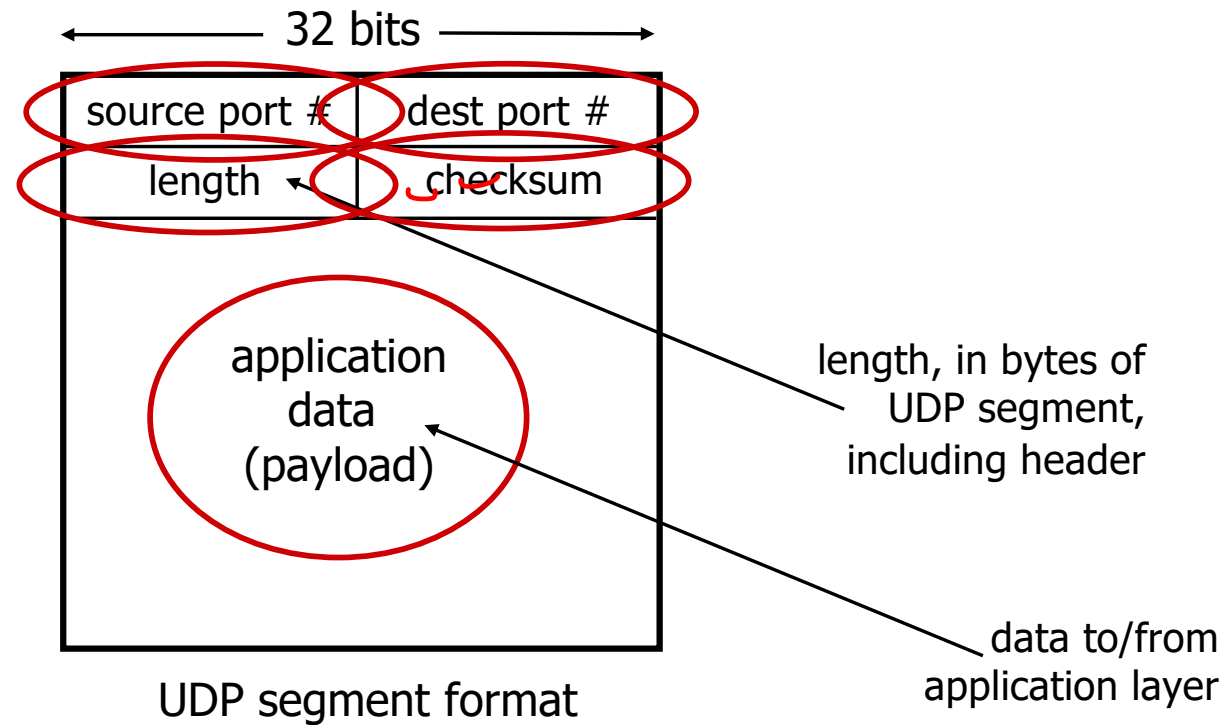 32 bits
source port # dest port #
length checksum
application
data
(payload)
length, in bytes of
UDP segment,
including header
data to/from
application layer
UDP segment format